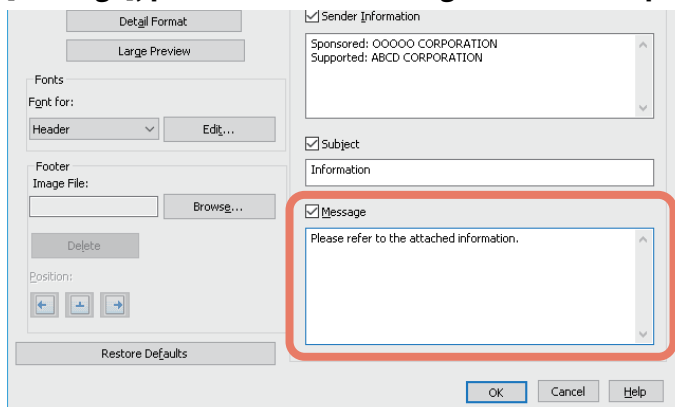 Detail Format
Large Preview
Fonts
Font for:
Header
Edit...
Footer
Image File:
Browse...
Delete
Position:
Restore Defaults
Sender Information
Sponsored: OOOOO CORPORATION
Supported: ABCD CORPORATION
Subject
Information
Message
Please refer to the attached information.
OK Cancel Help